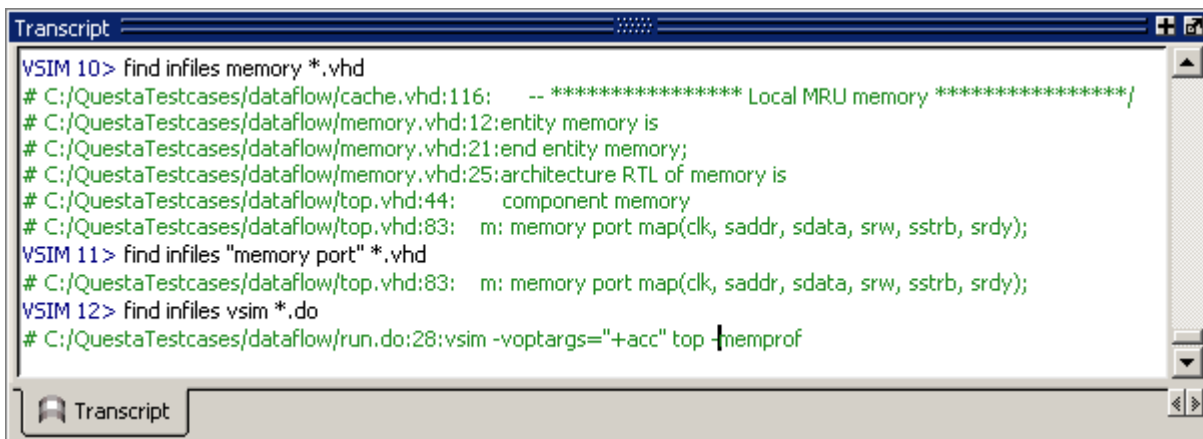 Transcript
VSIM 10> find infiles memory *.vhd
# C:/QuestaTestcases/dataflow/cache.vhd:116:     -- **************** Local MRU memory ****************/
# C:/QuestaTestcases/dataflow/memory.vhd:12:entity memory is
# C:/QuestaTestcases/dataflow/memory.vhd:21:end entity memory;
# C:/QuestaTestcases/dataflow/memory.vhd:25:architecture RTL of memory is
# C:/QuestaTestcases/dataflow/top.vhd:44:      component memory
# C:/QuestaTestcases/dataflow/top.vhd:83:   m: memory port map(clk, saddr, sdata, srw, sstrb, srdy);
VSIM 11> find infiles "memory port" *.vhd
# C:/QuestaTestcases/dataflow/top.vhd:83:   m: memory port map(clk, saddr, sdata, srw, sstrb, srdy);
VSIM 12> find infiles vsim *.do
# C:/QuestaTestcases/dataflow/run.do:28:vsim -voptargs="+acc" top -memprof
Transcript